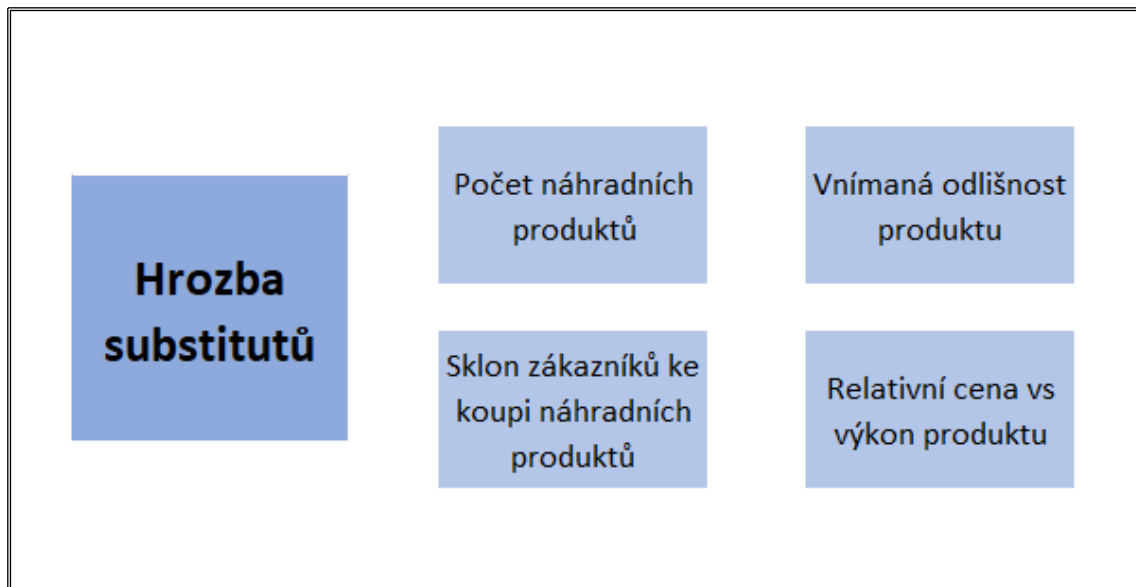 Hrozba
substitutů
Počet náhradních
produktů
Vnímaná odlišnost
produktu
Sklon zákazníků ke
koupi náhradních
produktů
Relativní cena vs
výkon produktu